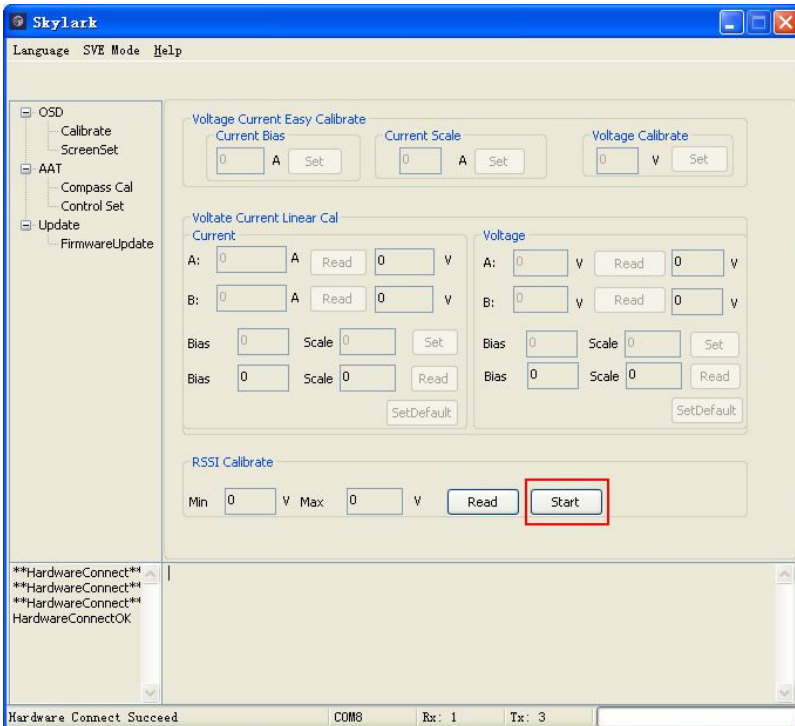 Skylark
Language SVE Mode Help
OSD
Calibrate
ScreenSet
AAT
Compass Cal
Control Set
Update
FirmwareUpdate
Voltage Current Easy Calibrate
Current Bias
0 A Set
Current Scale
0 A Set
Voltage Calibrate
0 V Set
Voltate Current Linear Cal
Current
A: 0 A Read 0 V
B: 0 A Read 0 V
Bias 0 Scale 0 Set
Bias 0 Scale 0 Read
SetDefault
Voltage
A: 0 V Read 0 V
B: 0 V Read 0 V
Bias 0 Scale 0 Set
Bias 0 Scale 0 Read
SetDefault
RSSI Calibrate
Min 0 V Max 0 V Read Start
**HardwareConnect**
**HardwareConnect**
**HardwareConnect**
HardwareConnectOK
Hardware Connect Succeed COM8 Rx: 1 Tx: 3